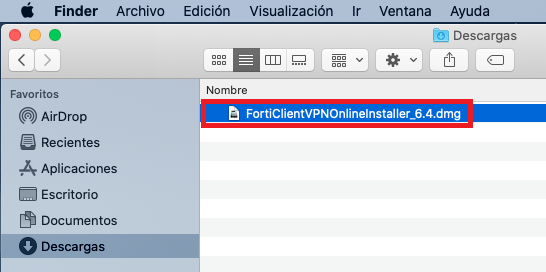 Finder Archivo Edición Visualización Ir Ventana Ayuda
Descargas
Favoritos
Nombre
AirDrop
FortiClientVPNOnlineInstaller_6.4.dmg
Recientes
Aplicaciones
Escritorio
Documentos
Descargas